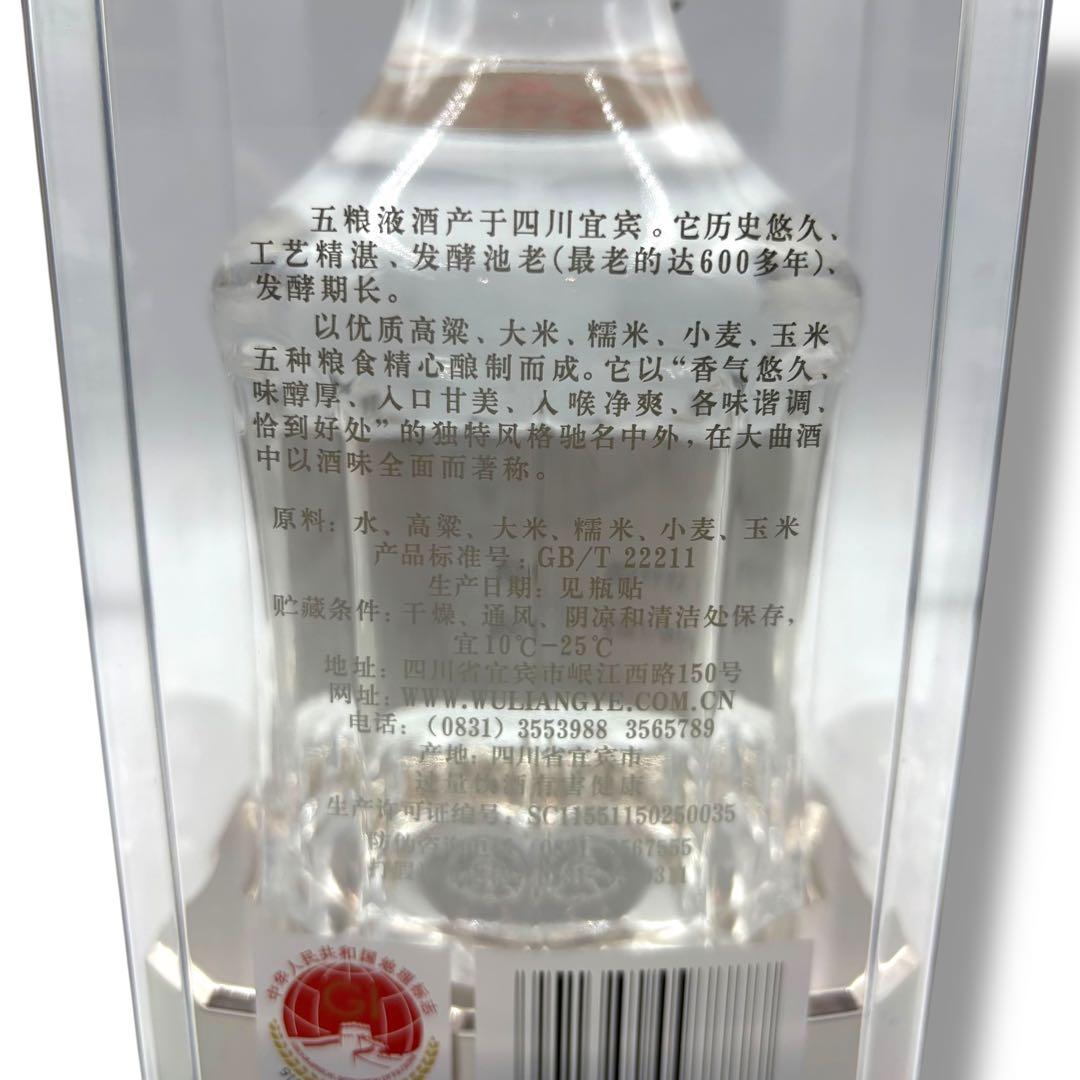 五粮液酒产于四川宜宾。它历史悠久、
工艺精湛、发酵池老(最老的达600多年)、
发酵期长。
以优质高粱、大米、糯米、小麦、玉米
五种粮食精心酿制而成。它以“香气悠久、
味醇厚、入口甘美、入喉净爽、各味谐调、
恰到好处”的独特风格驰名中外,在大曲酒
中以酒味全面而著称。
原料:水、高粱、大米、糯米、小麦、玉米
产品标准号:GB/T 22211
生产日期:见瓶贴
贮藏条件:干燥、通风、阴凉和清洁处保存,
宜10℃-25℃
地址:四川省宜宾市岷江西路150号
网址:WWW.WULIANGYE.COM.CN
电话:(0831) 3553988 3565789
产地:四川省宜宾市
过量饮酒有害健康
生产许可证编号:SC11551150250035
防伪咨询电话:(0831) 3567555
中华人民共和国地理标志
GI